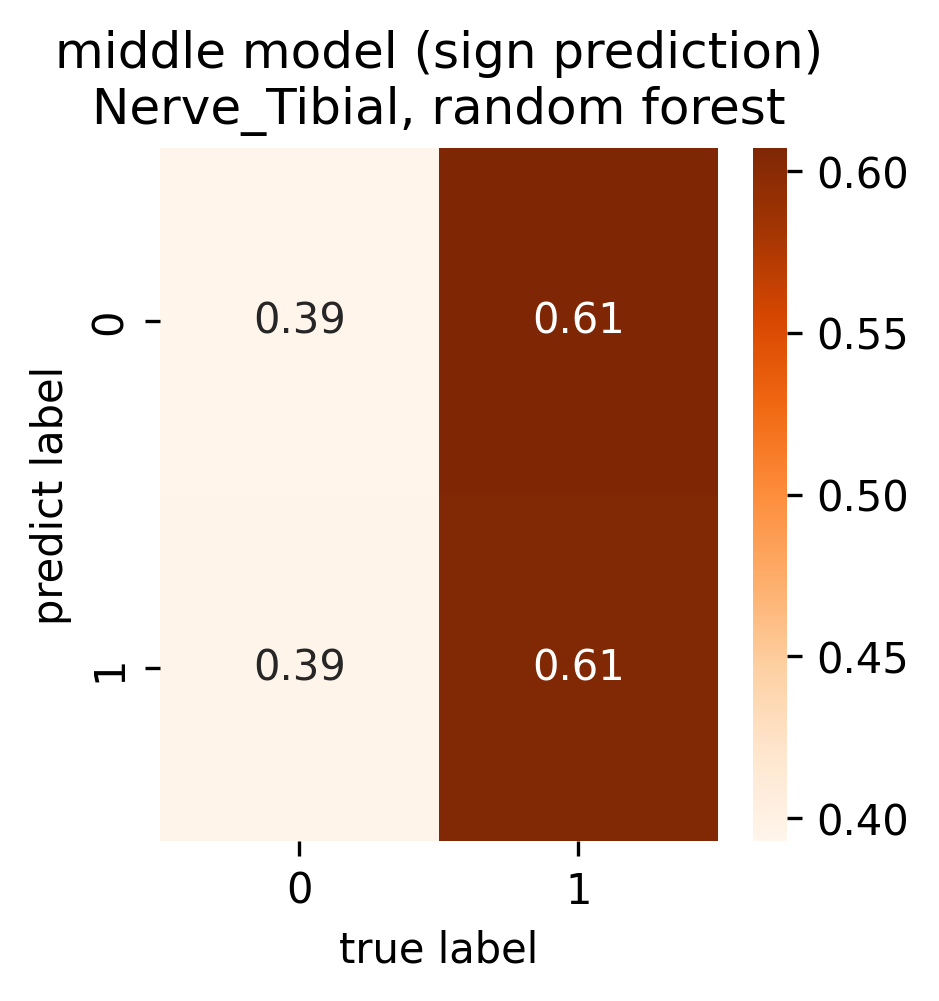 middle model (sign prediction)
Nerve_Tibial, random forest
0.60
0.55
0.50
0.45
0.40
predict label
0
0.39 0.61
1
0.39 0.61
0 1
true label